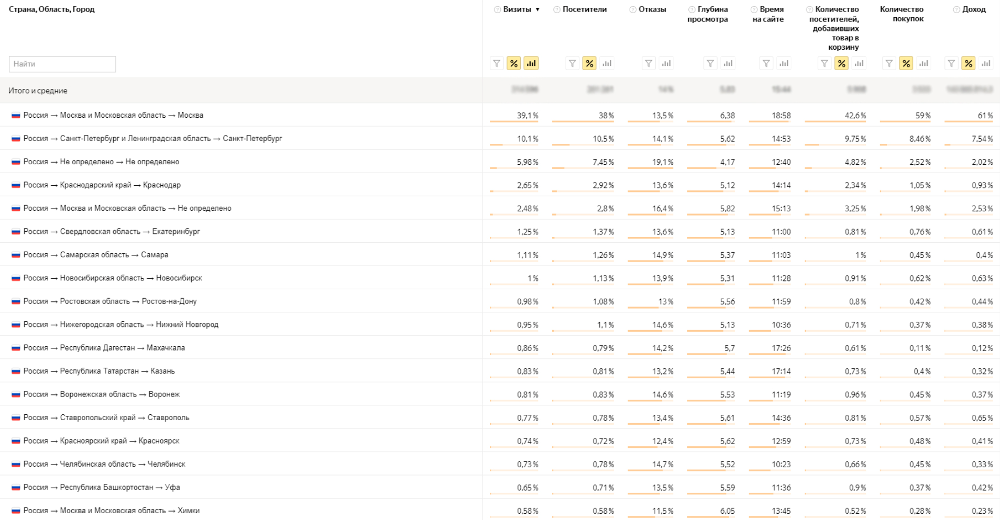 Страна, Область, Город
Визиты ▼ Посетители Отказы Глубина просмотра Время на сайте Количество посетителей, добавивших товар в корзину Количество покупок Доход
Найти
% % % % %
Итого и средние
Россия → Москва и Московская область → Москва 39,1 % 38 % 13,5 % 6,38 18:58 42,6 % 59 % 61 %
Россия → Санкт-Петербург и Ленинградская область → Санкт-Петербург 10,1 % 10,5 % 14,1 % 5,62 14:53 9,75 % 8,46 % 7,54 %
Россия → Не определено → Не определено 5,98 % 7,45 % 19,1 % 4,17 12:40 4,82 % 2,52 % 2,02 %
Россия → Краснодарский край → Краснодар 2,65 % 2,92 % 13,6 % 5,12 14:14 2,34 % 1,05 % 0,93 %
Россия → Москва и Московская область → Не определено 2,48 % 2,8 % 16,4 % 5,82 15:13 3,25 % 1,98 % 2,53 %
Россия → Свердловская область → Екатеринбург 1,25 % 1,37 % 13,6 % 5,13 11:00 0,81 % 0,76 % 0,61 %
Россия → Самарская область → Самара 1,11 % 1,26 % 14,9 % 5,37 11:03 1 % 0,45 % 0,4 %
Россия → Новосибирская область → Новосибирск 1 % 1,13 % 13,9 % 5,31 11:28 0,91 % 0,62 % 0,63 %
Россия → Ростовская область → Ростов-на-Дону 0,98 % 1,08 % 13 % 5,56 11:59 0,8 % 0,42 % 0,44 %
Россия → Нижегородская область → Нижний Новгород 0,95 % 1,1 % 14,6 % 5,13 10:36 0,71 % 0,37 % 0,38 %
Россия → Республика Дагестан → Махачкала 0,86 % 0,79 % 14,2 % 5,7 17:26 0,61 % 0,11 % 0,12 %
Россия → Республика Татарстан → Казань 0,83 % 0,81 % 13,2 % 5,44 17:14 0,73 % 0,4 % 0,32 %
Россия → Воронежская область → Воронеж 0,81 % 0,83 % 14,6 % 5,53 11:19 0,96 % 0,45 % 0,37 %
Россия → Ставропольский край → Ставрополь 0,77 % 0,78 % 13,4 % 5,61 14:36 0,81 % 0,57 % 0,65 %
Россия → Красноярский край → Красноярск 0,74 % 0,72 % 12,4 % 5,62 12:59 0,73 % 0,48 % 0,41 %
Россия → Челябинская область → Челябинск 0,73 % 0,78 % 14,7 % 5,52 10:23 0,66 % 0,45 % 0,33 %
Россия → Республика Башкортостан → Уфа 0,65 % 0,71 % 13,5 % 5,59 11:36 0,9 % 0,37 % 0,42 %
Россия → Москва и Московская область → Химки 0,58 % 0,58 % 11,5 % 6,05 13:45 0,52 % 0,28 % 0,23 %